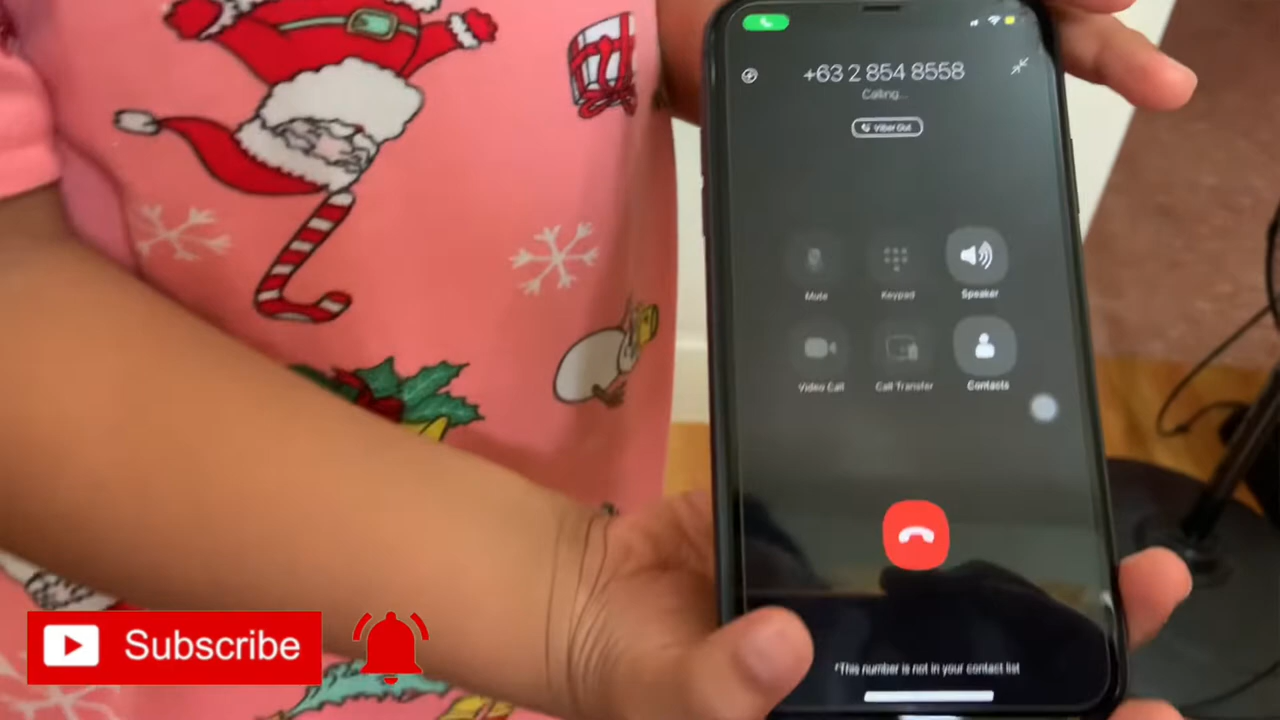 +63 2 854 8558
Calling...
Viber Out
Mute
Keypad
Speaker
Video Call
Call Transfer
Contacts
*This number is not in your contact list
Subscribe